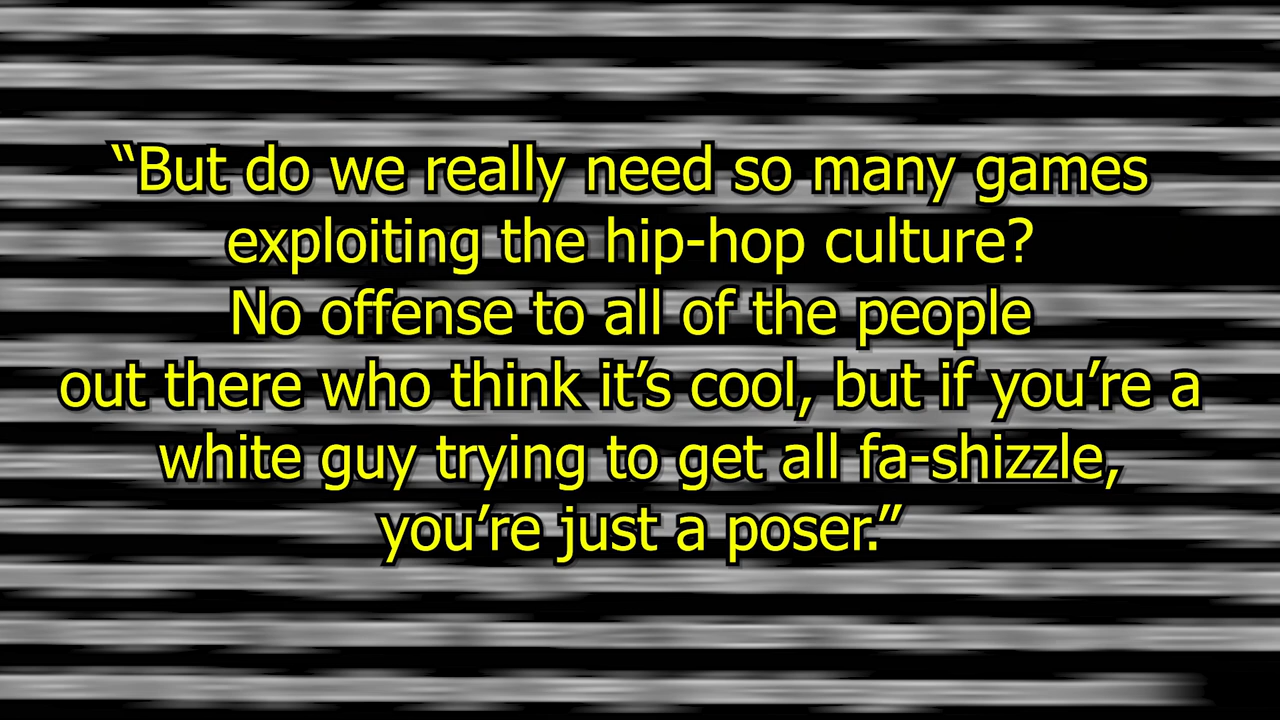 “But do we really need so many games
exploiting the hip-hop culture?
No offense to all of the people
out there who think it’s cool, but if you’re a
white guy trying to get all fa-shizzle,
you’re just a poser.”